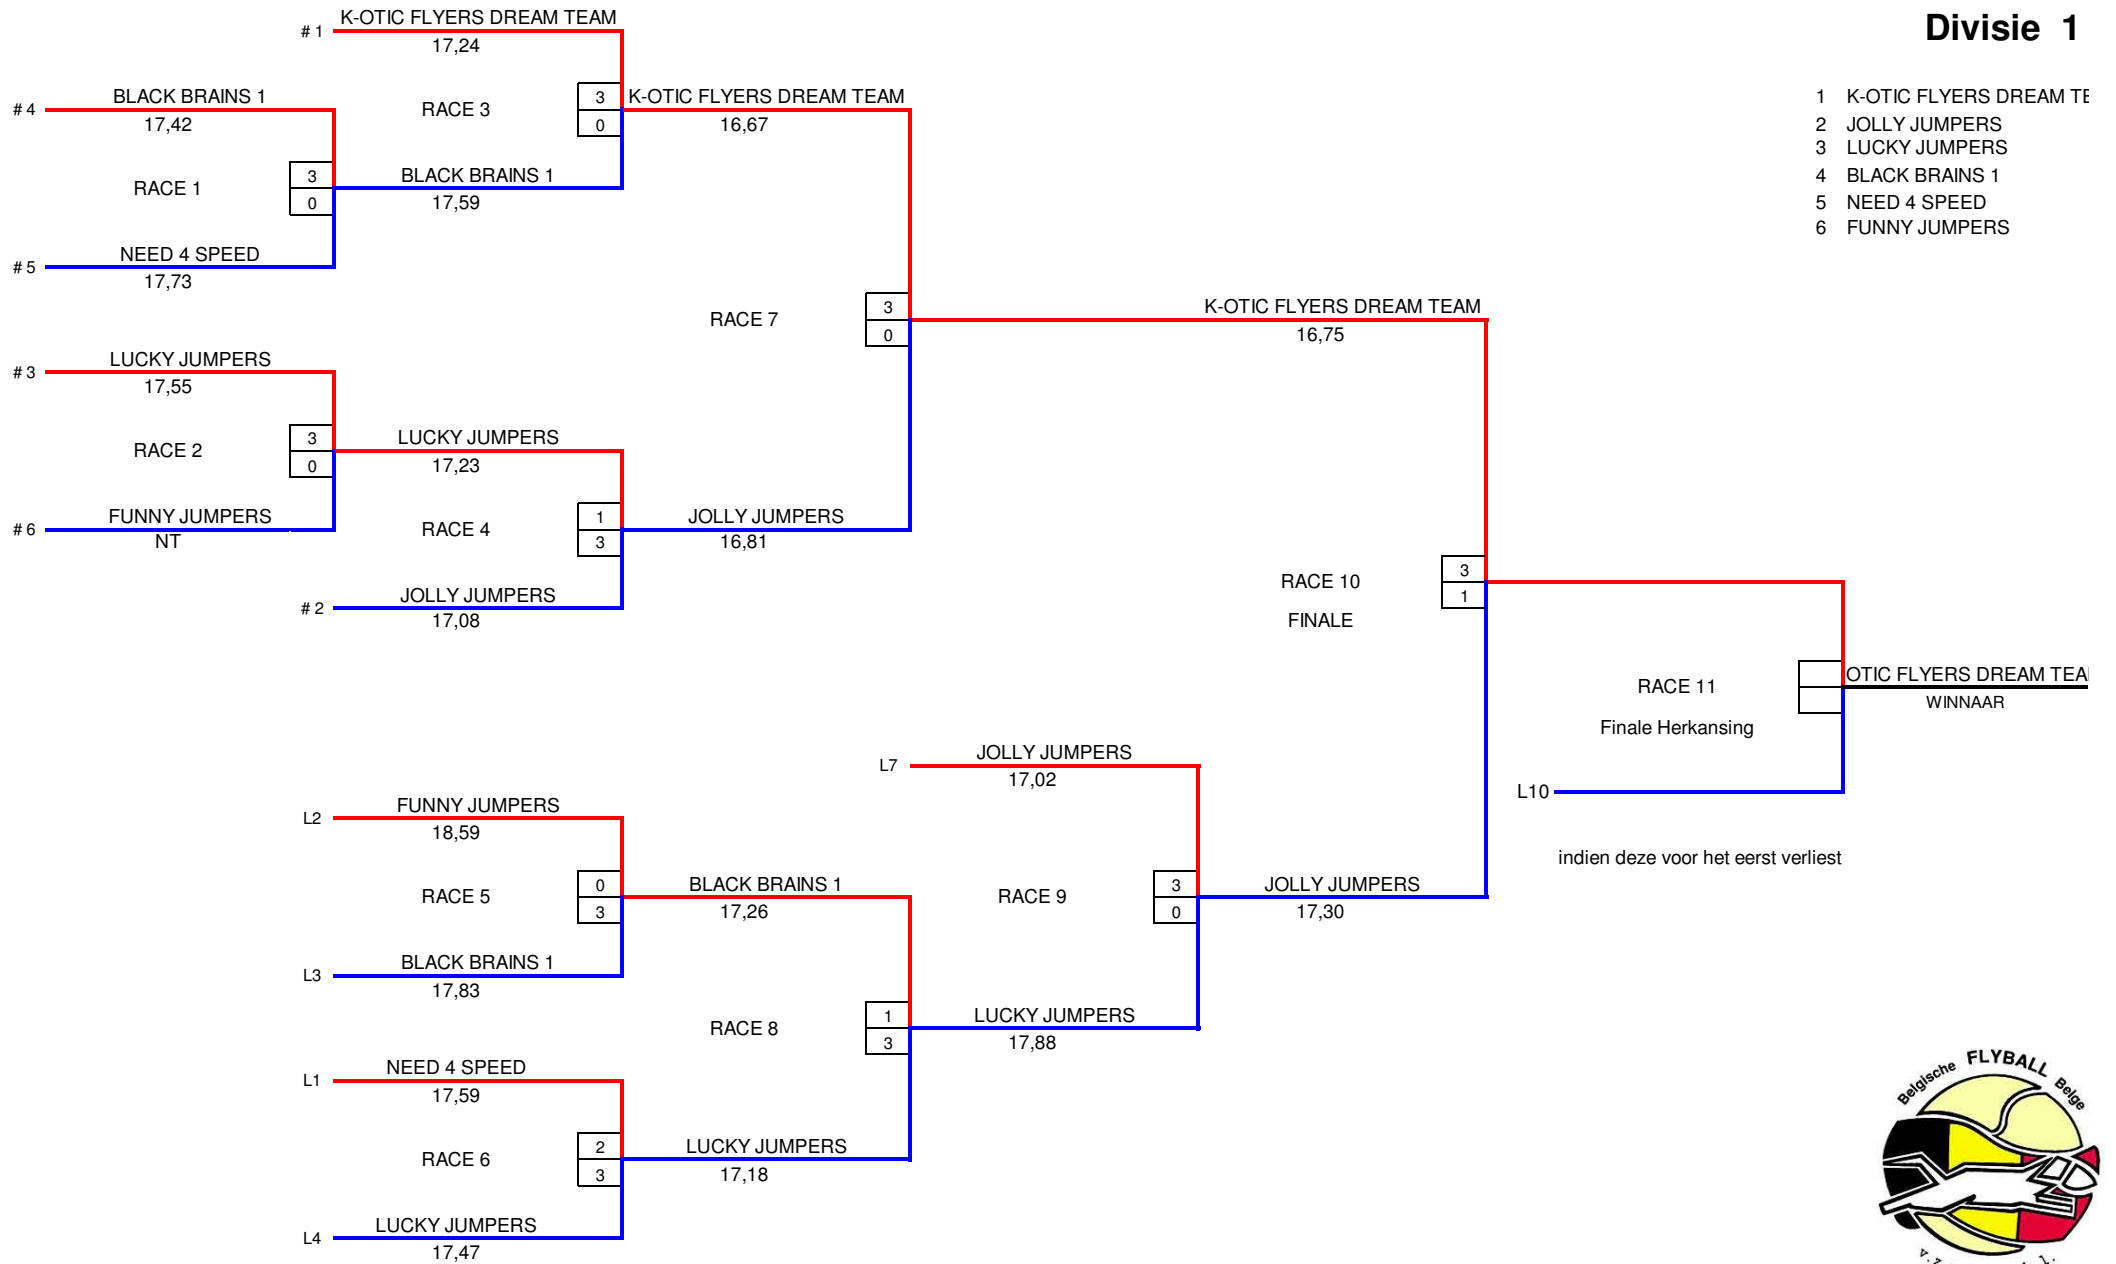 Divisie 1
1 K-OTIC FLYERS DREAM TE
2 JOLLY JUMPERS
3 LUCKY JUMPERS
4 BLACK BRAINS 1
5 NEED 4 SPEED
6 FUNNY JUMPERS
# 1
K-OTIC FLYERS DREAM TEAM
17,24
# 4
BLACK BRAINS 1
17,42
RACE 3
3
0
K-OTIC FLYERS DREAM TEAM
16,67
RACE 1
3
0
BLACK BRAINS 1
17,59
# 5
NEED 4 SPEED
17,73
RACE 7
3
0
K-OTIC FLYERS DREAM TEAM
16,75
# 3
LUCKY JUMPERS
17,55
RACE 2
3
0
LUCKY JUMPERS
17,23
# 6
FUNNY JUMPERS
NT
RACE 4
1
3
JOLLY JUMPERS
16,81
# 2
JOLLY JUMPERS
17,08
RACE 10
FINALE
3
1
RACE 11
Finale Herkansing
OTIC FLYERS DREAM TEA
WINNAAR
L10
indien deze voor het eerst verliest
L7
JOLLY JUMPERS
17,02
L2
FUNNY JUMPERS
18,59
RACE 5
0
3
BLACK BRAINS 1
17,26
RACE 9
3
0
JOLLY JUMPERS
17,30
L3
BLACK BRAINS 1
17,83
RACE 8
1
3
LUCKY JUMPERS
17,88
L1
NEED 4 SPEED
17,59
RACE 6
2
3
LUCKY JUMPERS
17,18
L4
LUCKY JUMPERS
17,47
Belgische FLYBALL Belge